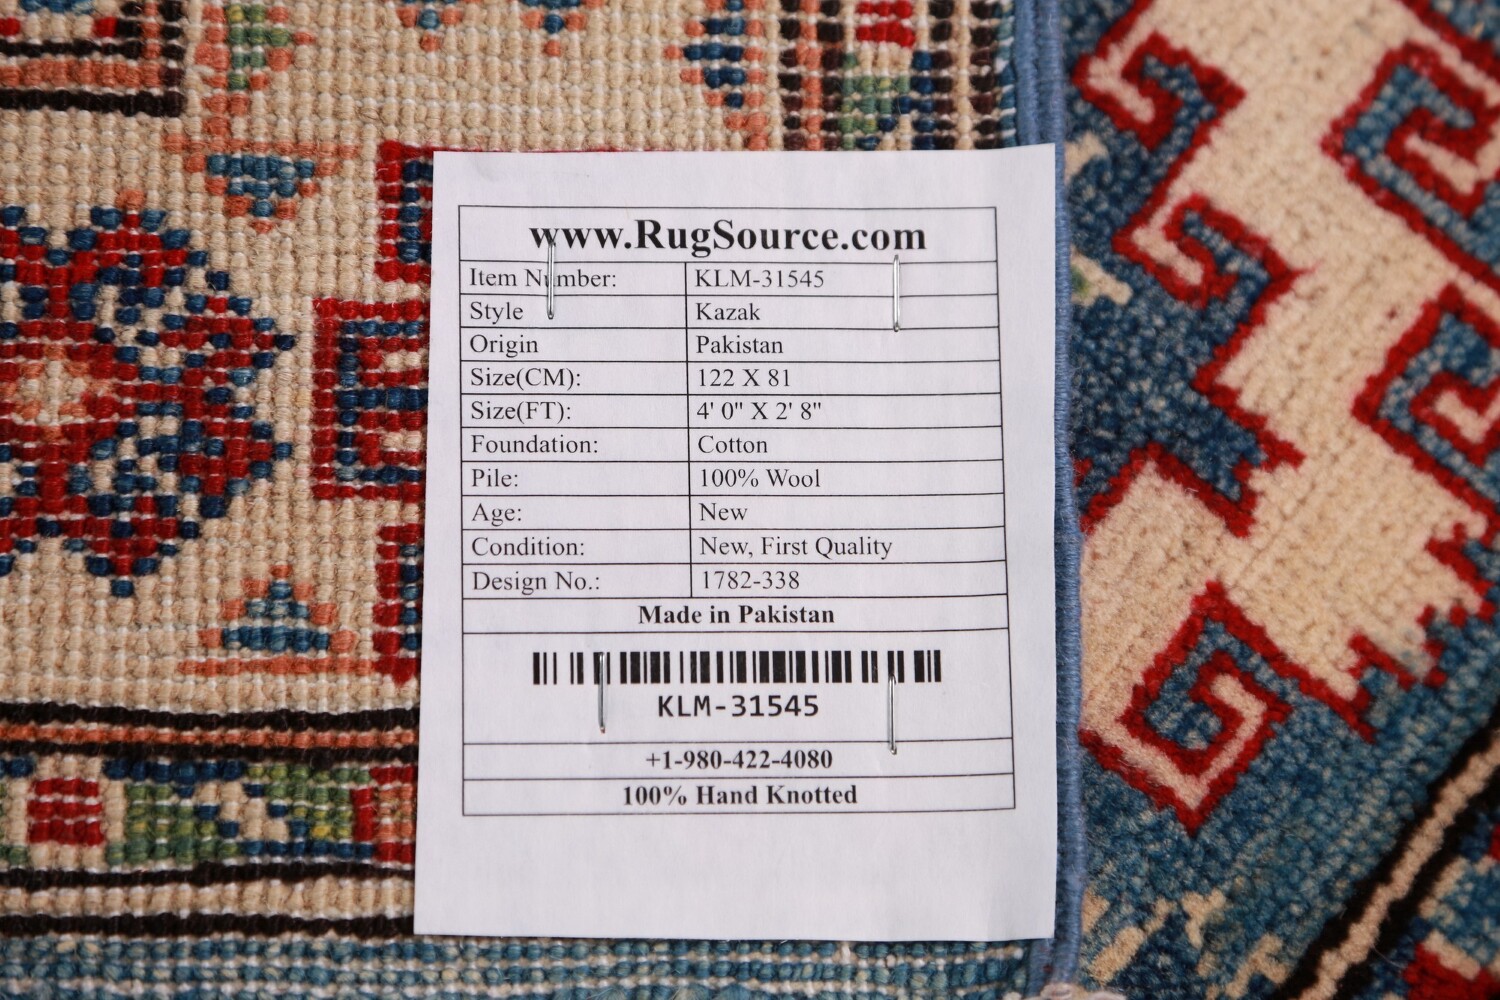 www.RugSource.com
Item Number: KLM-31545
Style Kazak
Origin Pakistan
Size(CM): 122 X 81
Size(FT): 4' 0" X 2' 8"
Foundation: Cotton
Pile: 100% Wool
Age: New
Condition: New, First Quality
Design No.: 1782-338
Made in Pakistan
KLM-31545
+1-980-422-4080
100% Hand Knotted